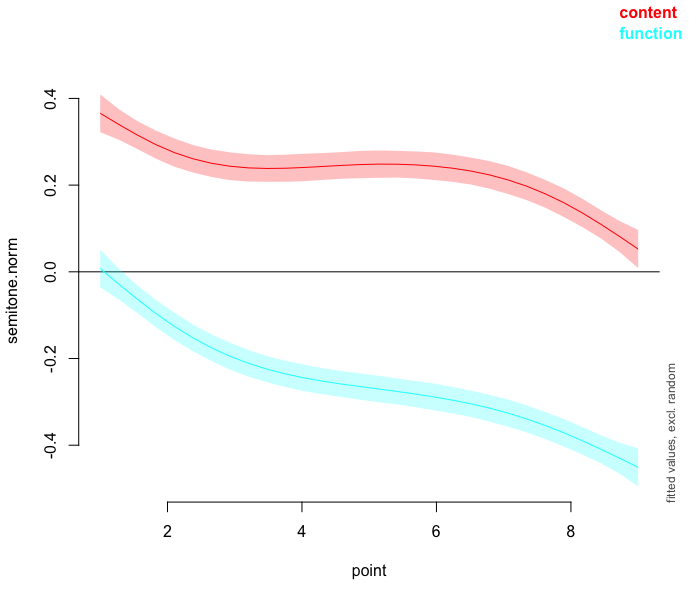 content
function
0.4
0.2
0.0
-0.2
-0.4
semitone.norm
2 4 6 8
point
fitted values, excl. random